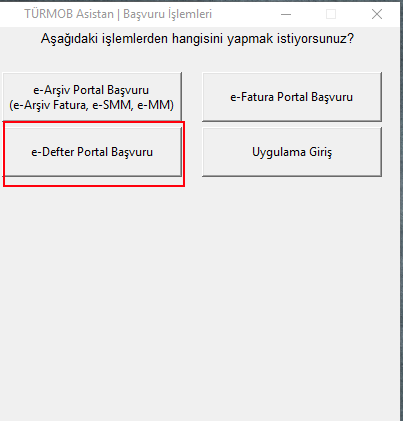 TÜRMOB Asistan | Başvuru İşlemleri
Aşağıdaki işlemlerden hangisini yapmak istiyorsunuz?
e-Arşiv Portal Başvuru
(e-Arşiv Fatura, e-SMM, e-MM)
e-Fatura Portal Başvuru
e-Defter Portal Başvuru
Uygulama Giriş